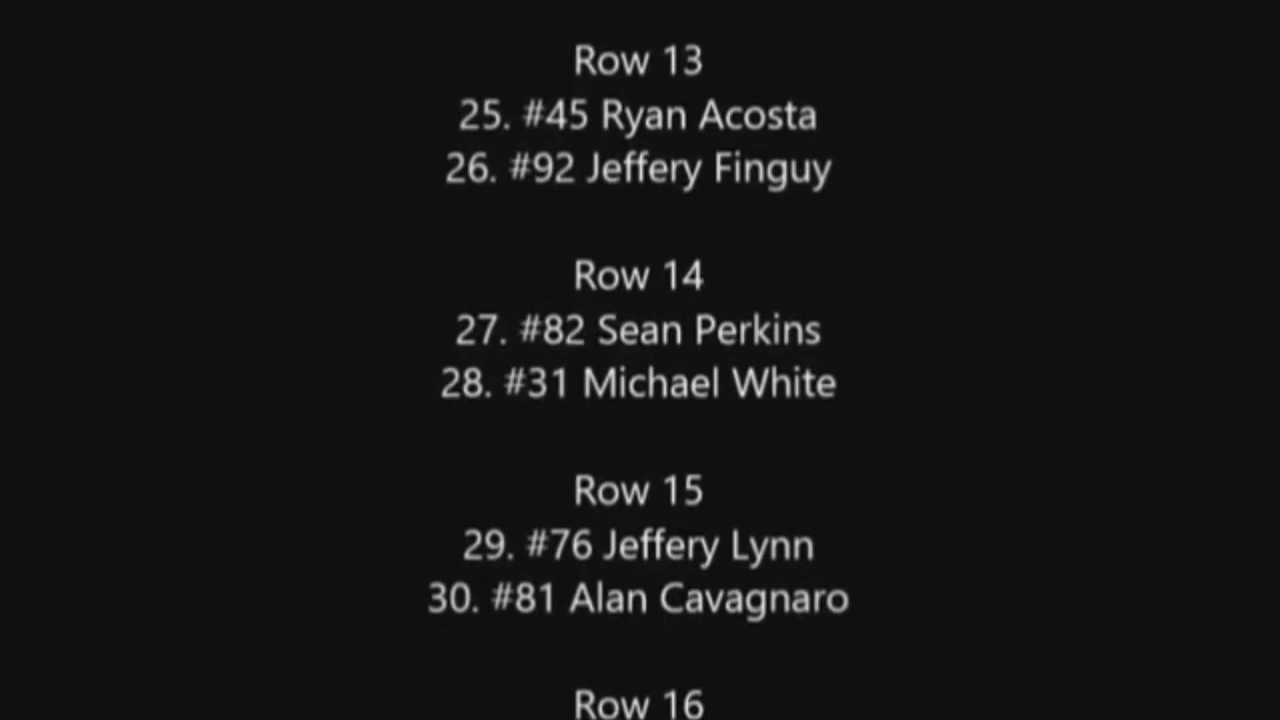 Row 13
25. #45 Ryan Acosta
26. #92 Jeffery Finguy
Row 14
27. #82 Sean Perkins
28. #31 Michael White
Row 15
29. #76 Jeffery Lynn
30. #81 Alan Cavagnaro
Row 16